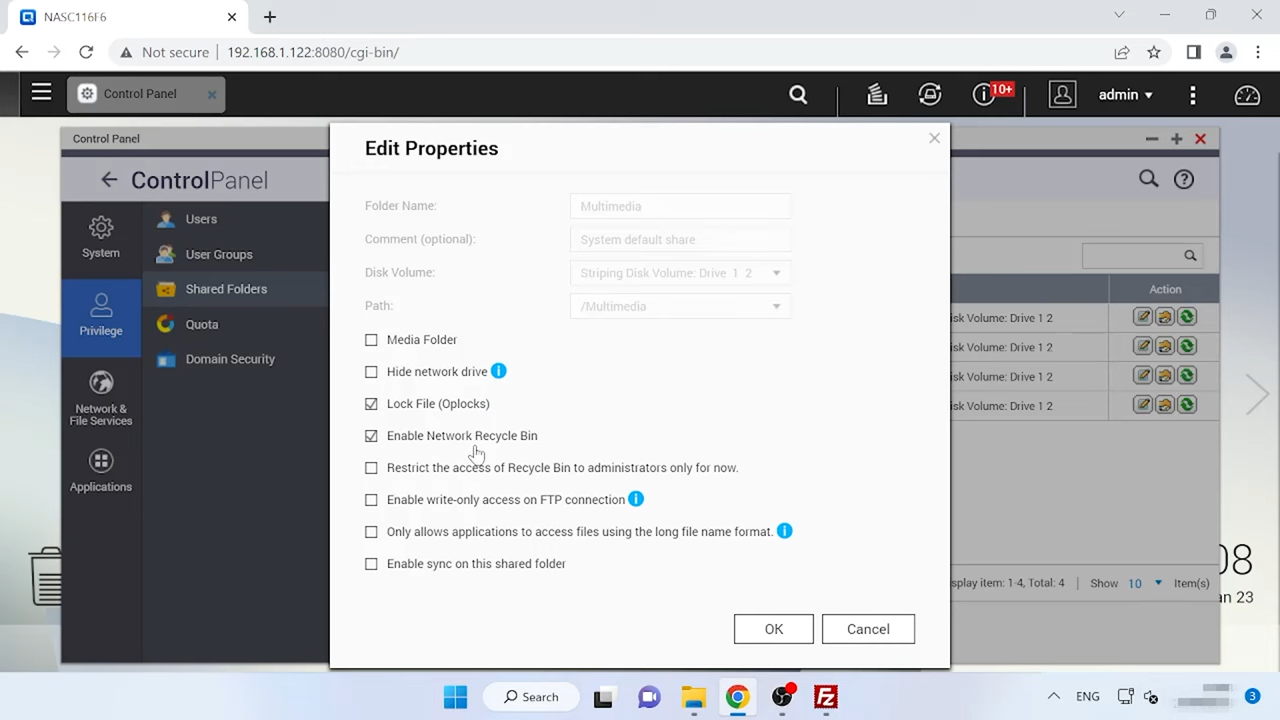 NASC116F6
Not secure
192.168.1.122:8080/cgi-bin/
Control Panel
10+
admin
Control Panel
ControlPanel
System
Privilege
Network &
File Services
Applications
Users
User Groups
Shared Folders
Quota
Domain Security
Edit Properties
Folder Name:
Multimedia
Comment (optional):
System default share
Disk Volume:
Striping Disk Volume: Drive 1 2
Path:
/Multimedia
Media Folder
Hide network drive
Lock File (Oplocks)
Enable Network Recycle Bin
Restrict the access of Recycle Bin to administrators only for now.
Enable write-only access on FTP connection
Only allows applications to access files using the long file name format.
Enable sync on this shared folder
OK
Cancel
Action
isk Volume: Drive 1 2
isk Volume: Drive 1 2
isk Volume: Drive 1 2
isk Volume: Drive 1 2
isplay item: 1-4, Total: 4 | Show 10 Item(s)
08
an 23
Search
ENG
3